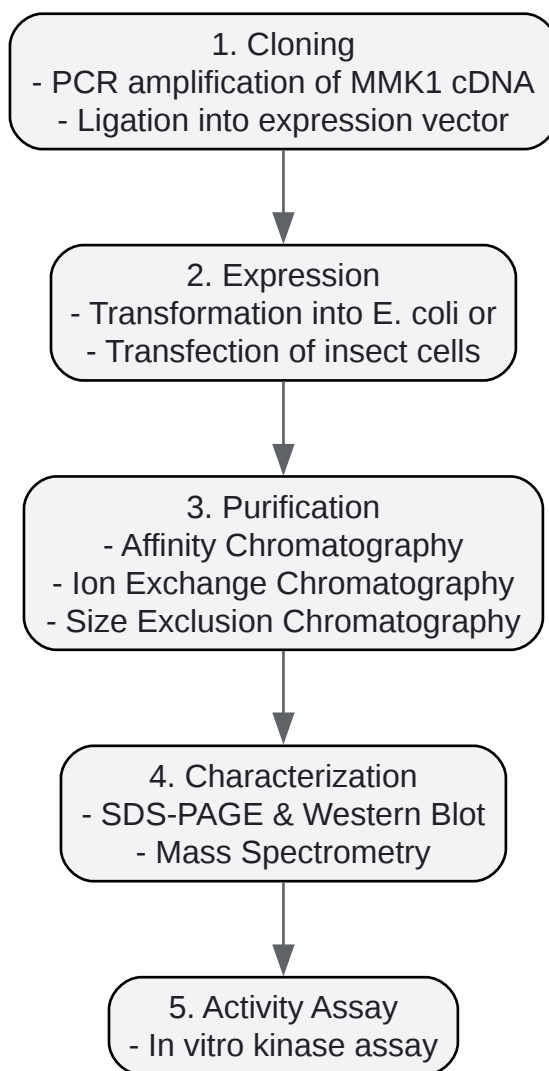 1. Cloning
- PCR amplification of MMK1 cDNA
- Ligation into expression vector
2. Expression
- Transformation into E. coli or
- Transfection of insect cells
3. Purification
- Affinity Chromatography
- Ion Exchange Chromatography
- Size Exclusion Chromatography
4. Characterization
- SDS-PAGE & Western Blot
- Mass Spectrometry
5. Activity Assay
- In vitro kinase assay